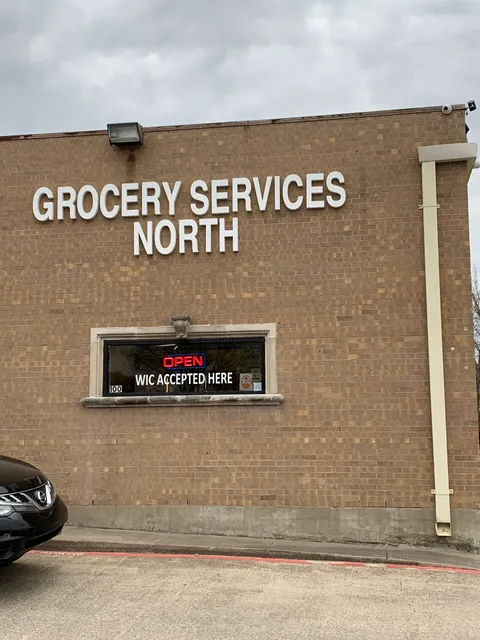 GROCERY SERVICES
NORTH
OPEN
WIC ACCEPTED HERE
100